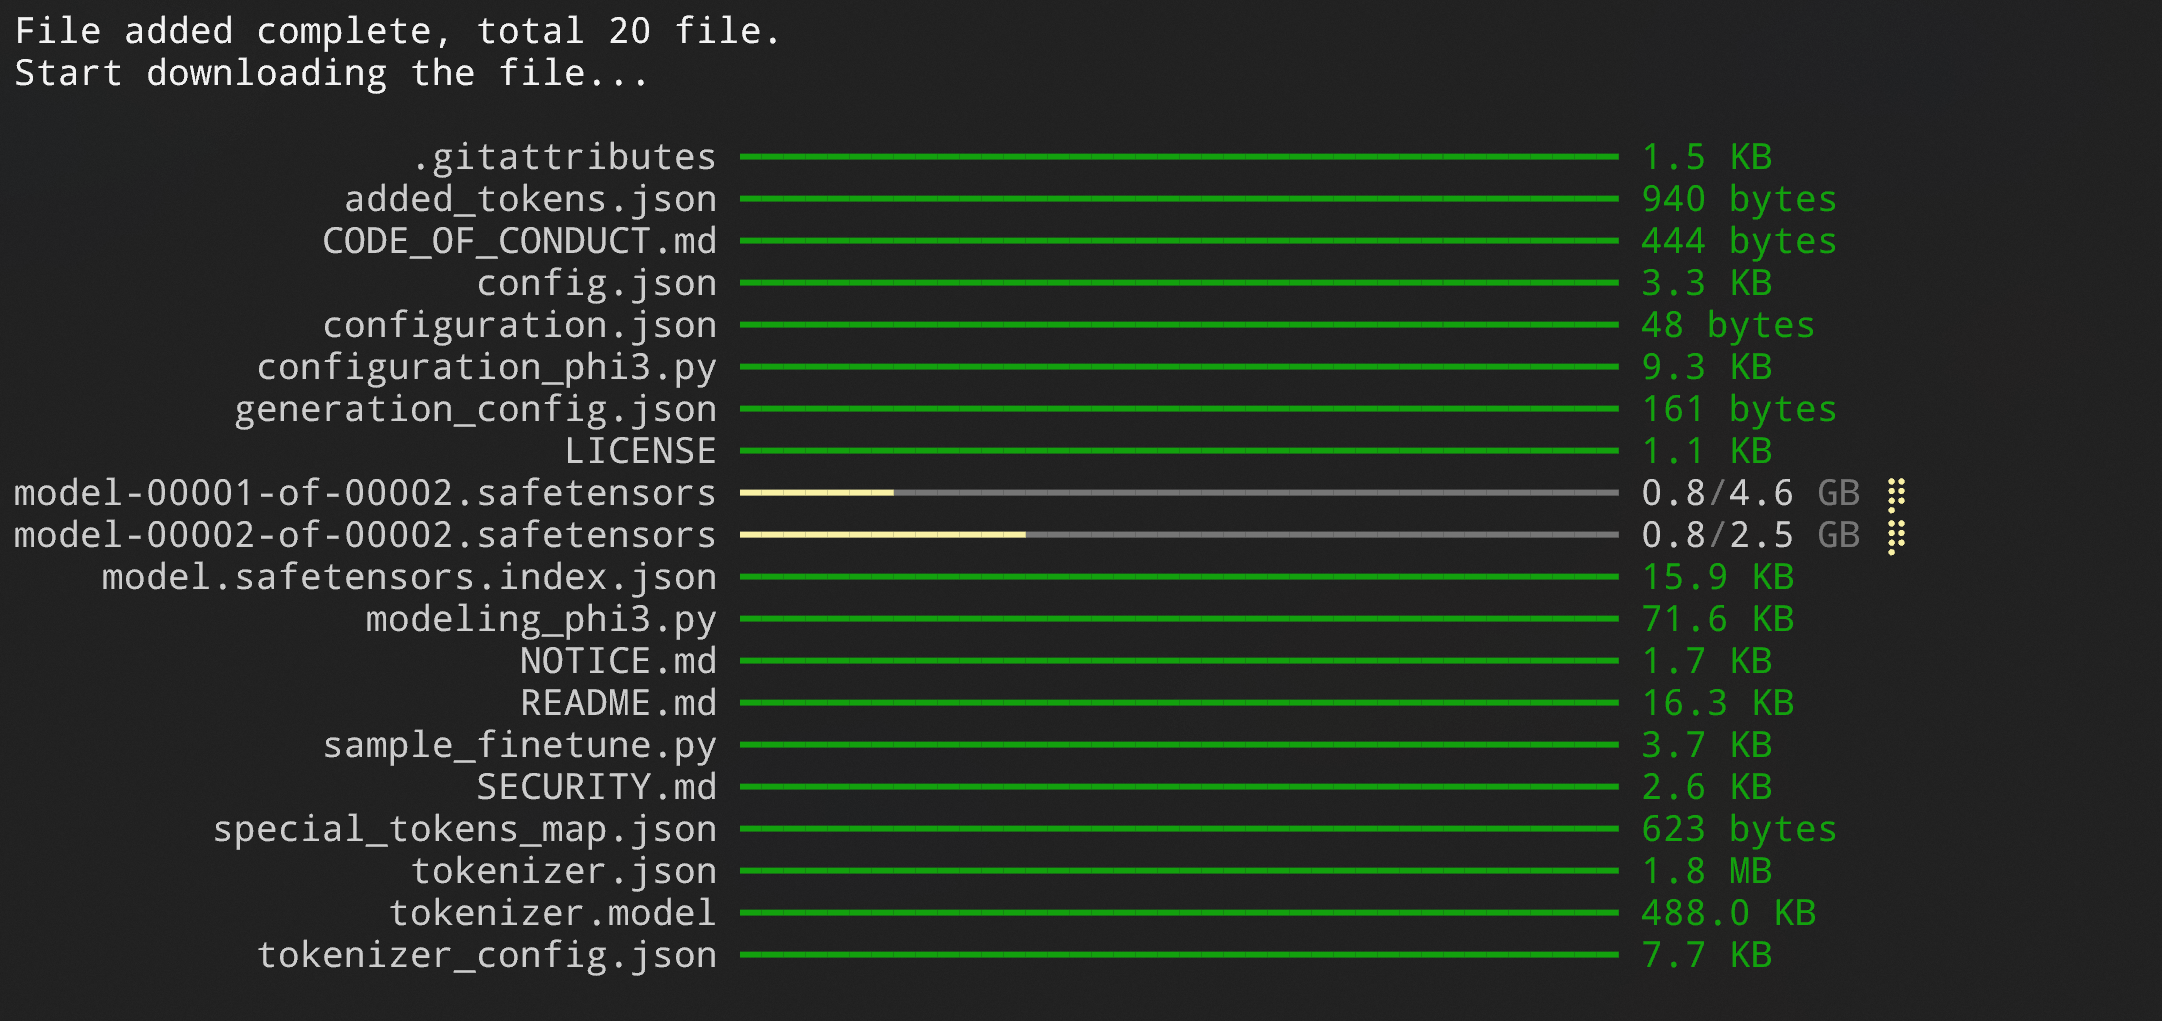 File added complete, total 20 file.
Start downloading the file...
.gitattributes 1.5 KB
added_tokens.json 940 bytes
CODE_OF_CONDUCT.md 444 bytes
config.json 3.3 KB
configuration.json 48 bytes
configuration_phi3.py 9.3 KB
generation_config.json 161 bytes
LICENSE 1.1 KB
model-00001-of-00002.safetensors 0.8/4.6 GB
model-00002-of-00002.safetensors 0.8/2.5 GB
model.safetensors.index.json 15.9 KB
modeling_phi3.py 71.6 KB
NOTICE.md 1.7 KB
README.md 16.3 KB
sample_finetune.py 3.7 KB
SECURITY.md 2.6 KB
special_tokens_map.json 623 bytes
tokenizer.json 1.8 MB
tokenizer.model 488.0 KB
tokenizer_config.json 7.7 KB